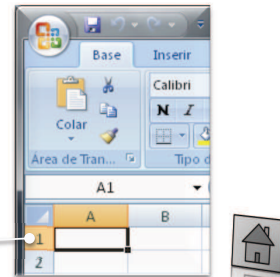 Base Inserir
Calibri
Colar
N I
Área de Tran... Tipo d
A1
A B
1
2